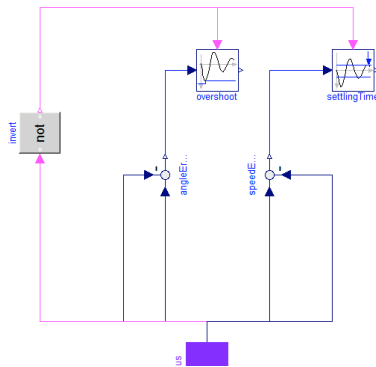 overshoot
settlingTime
invert
not
angleEr...
speedE...
us